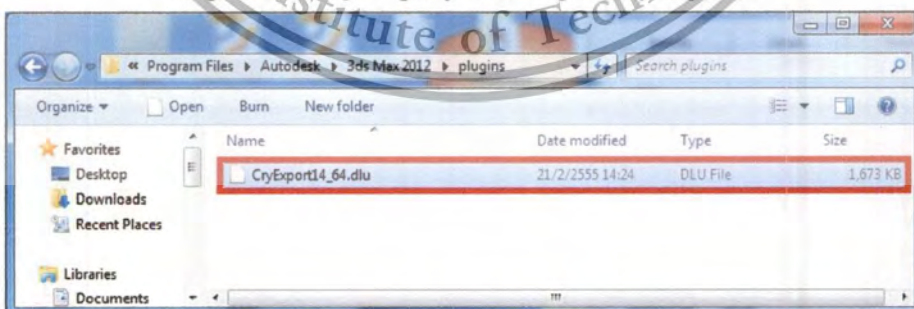 stitute of Tech
« Program Files ▸ Autodesk ▸ 3ds Max 2012 ▸ plugins Search plugins
Organize Open Burn New folder
Name Date modified Type Size
Favorites
CryExport14_64.dlu 21/2/2555 14:24 DLU File 1,673 KB
Desktop
Downloads
Recent Places
Libraries
Documents